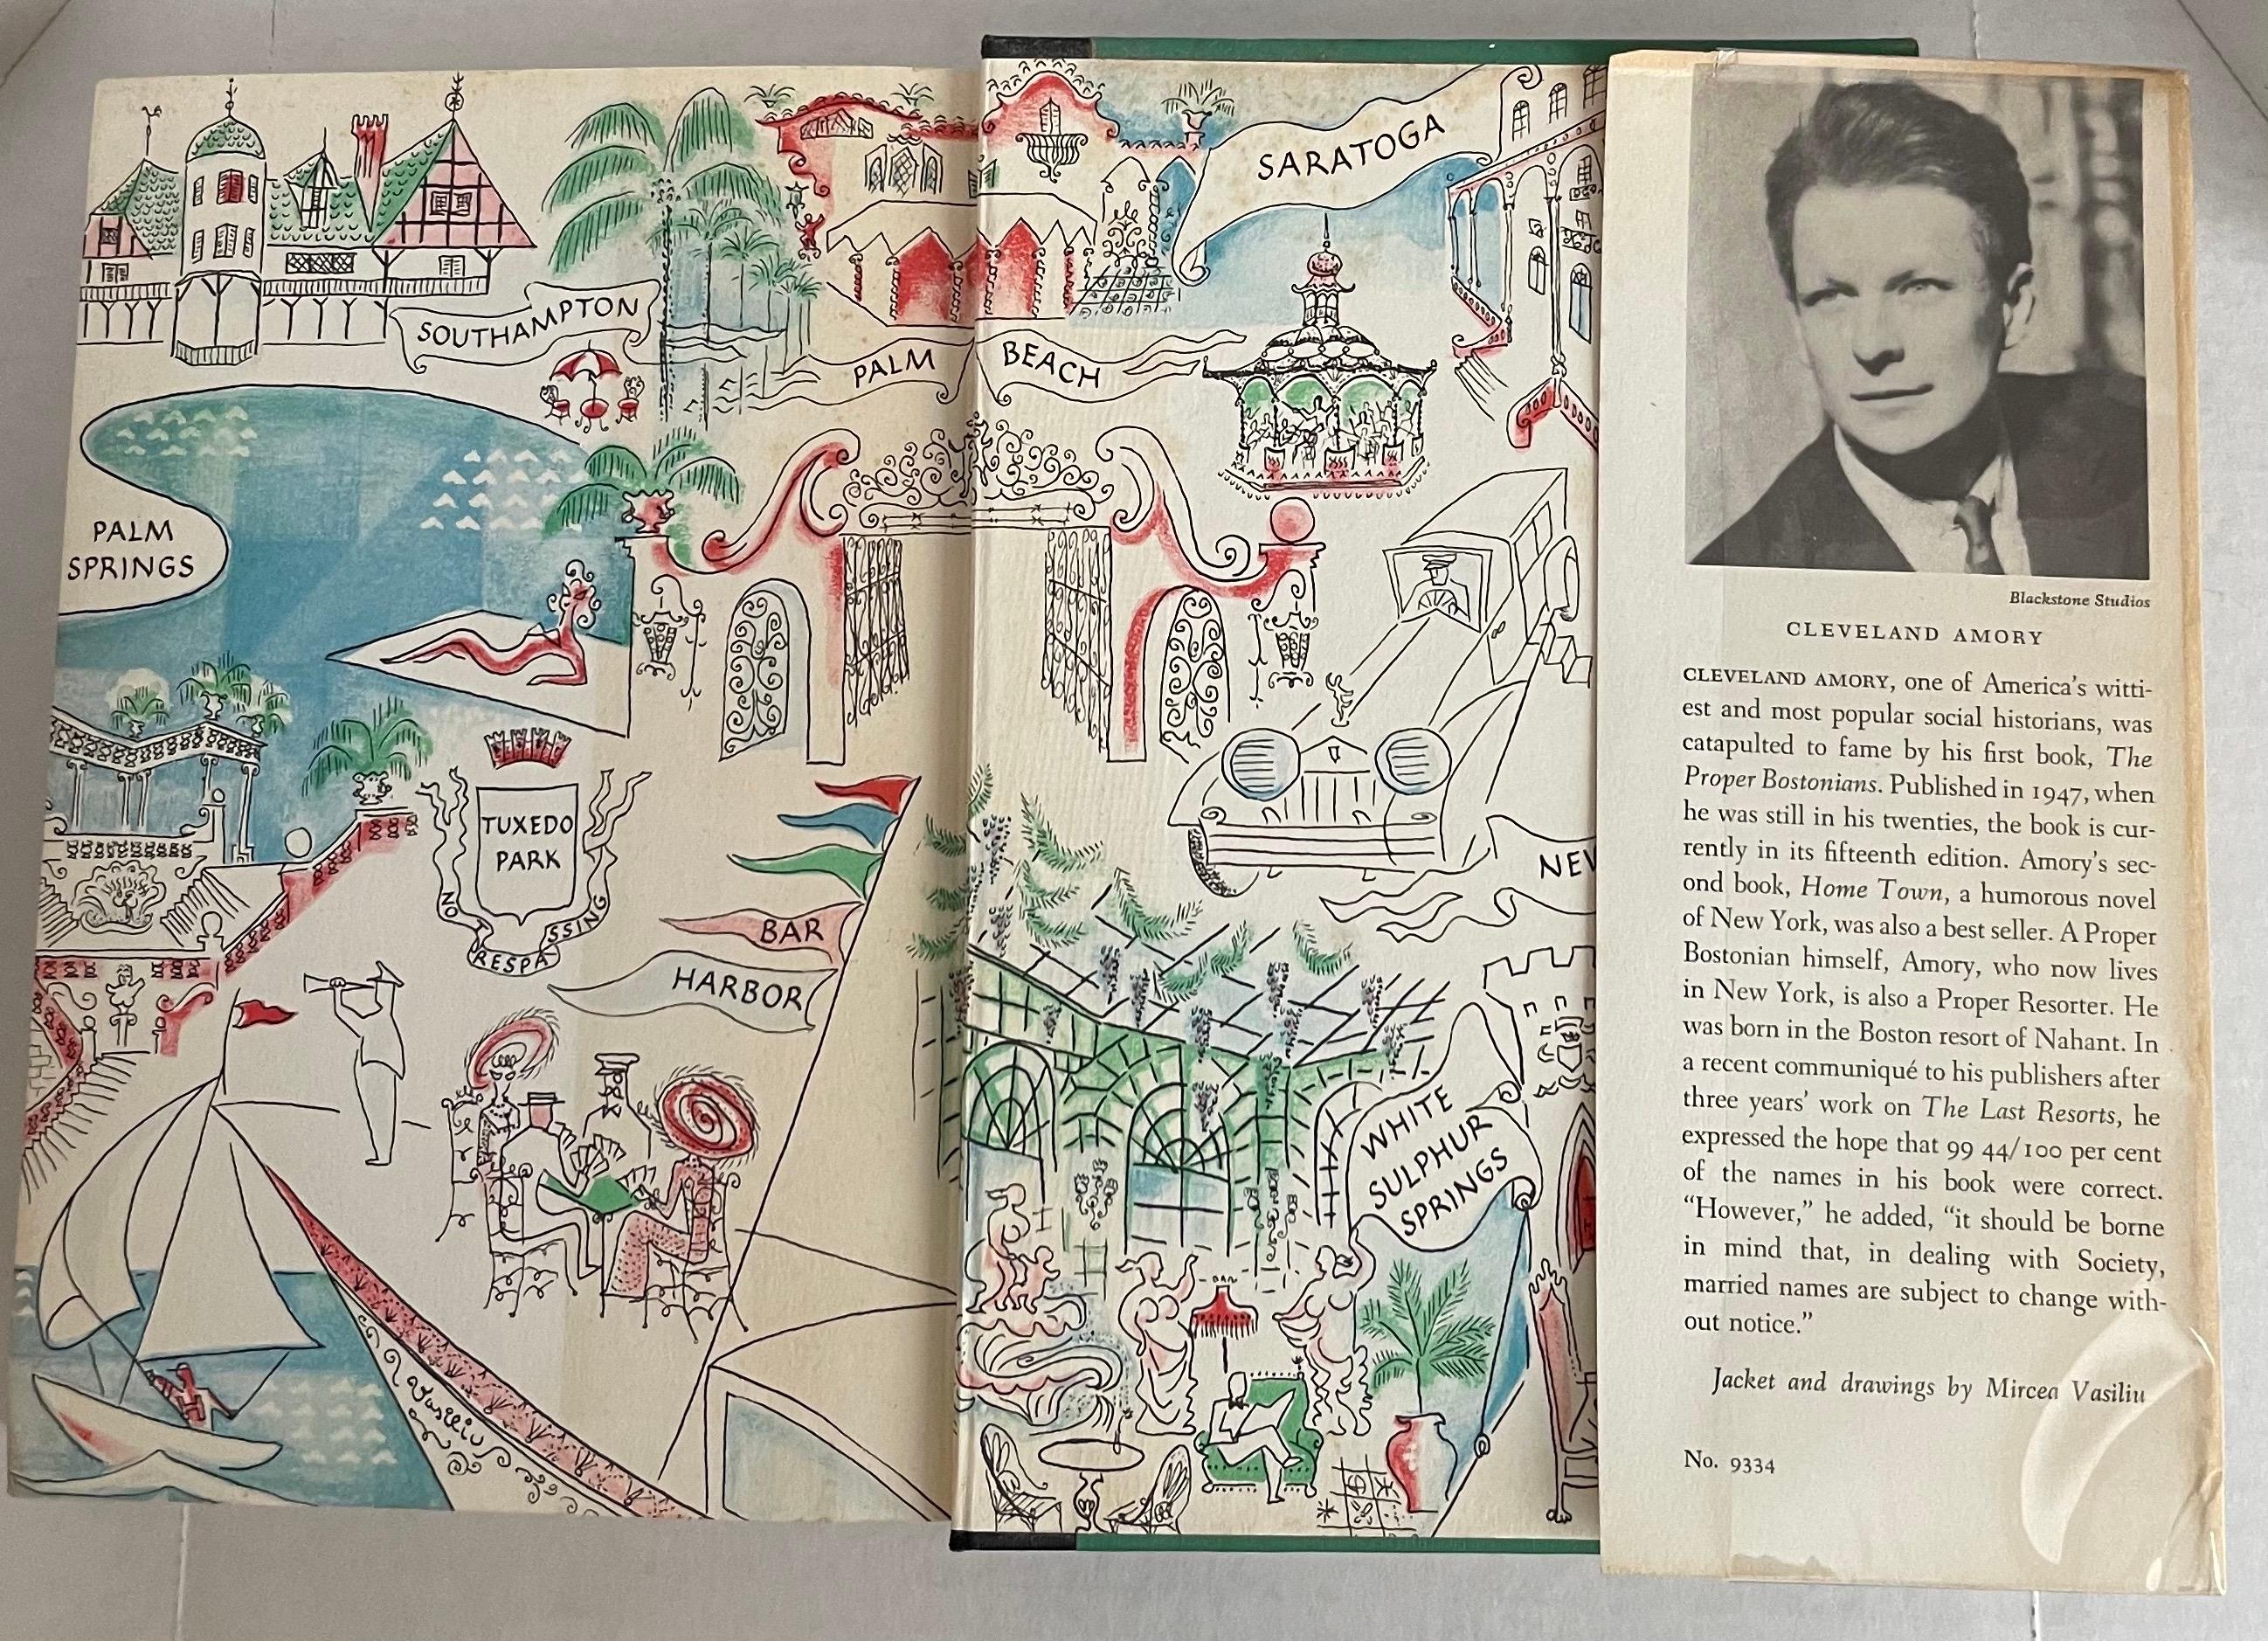 SOUTHAMPTON
PALM BEACH
SARATOGA
PALM
SPRINGS
TUXEDO
PARK
NO TRESPASSING
BAR
HARBOR
NEW
WHITE
SULPHUR
SPRINGS
Vasiliu
Blackstone Studios
CLEVELAND AMORY
CLEVELAND AMORY, one of America's witti-
est and most popular social historians, was
catapulted to fame by his first book, The
Proper Bostonians. Published in 1947, when
he was still in his twenties, the book is cur-
rently in its fifteenth edition. Amory's sec-
ond book, Home Town, a humorous novel
of New York, was also a best seller. A Proper
Bostonian himself, Amory, who now lives
in New York, is also a Proper Resorter. He
was born in the Boston resort of Nahant. In
a recent communiqué to his publishers after
three years' work on The Last Resorts, he
expressed the hope that 99 44/100 per cent
of the names in his book were correct.
"However," he added, "it should be borne
in mind that, in dealing with Society,
married names are subject to change with-
out notice."
Jacket and drawings by Mircea Vasiliu
No. 9334